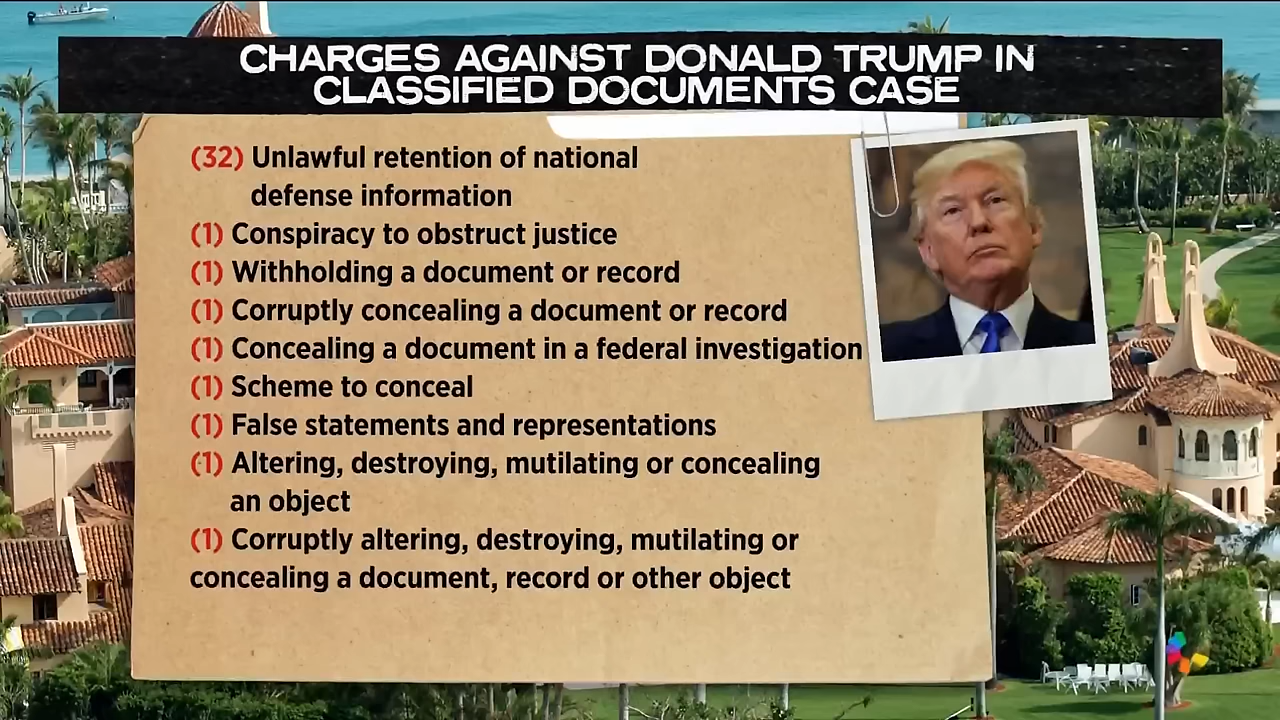 CHARGES AGAINST DONALD TRUMP IN
CLASSIFIED DOCUMENTS CASE
(32) Unlawful retention of national
defense information
(1) Conspiracy to obstruct justice
(1) Withholding a document or record
(1) Corruptly concealing a document or record
(1) Concealing a document in a federal investigation
(1) Scheme to conceal
(1) False statements and representations
(1) Altering, destroying, mutilating or concealing
an object
(1) Corruptly altering, destroying, mutilating or
concealing a document, record or other object